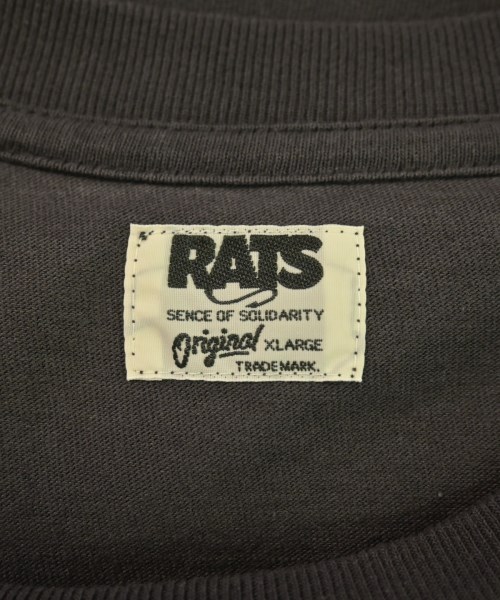 RATS
SENCE OF SOLIDARITY
Original XLARGE
TRADEMARK.